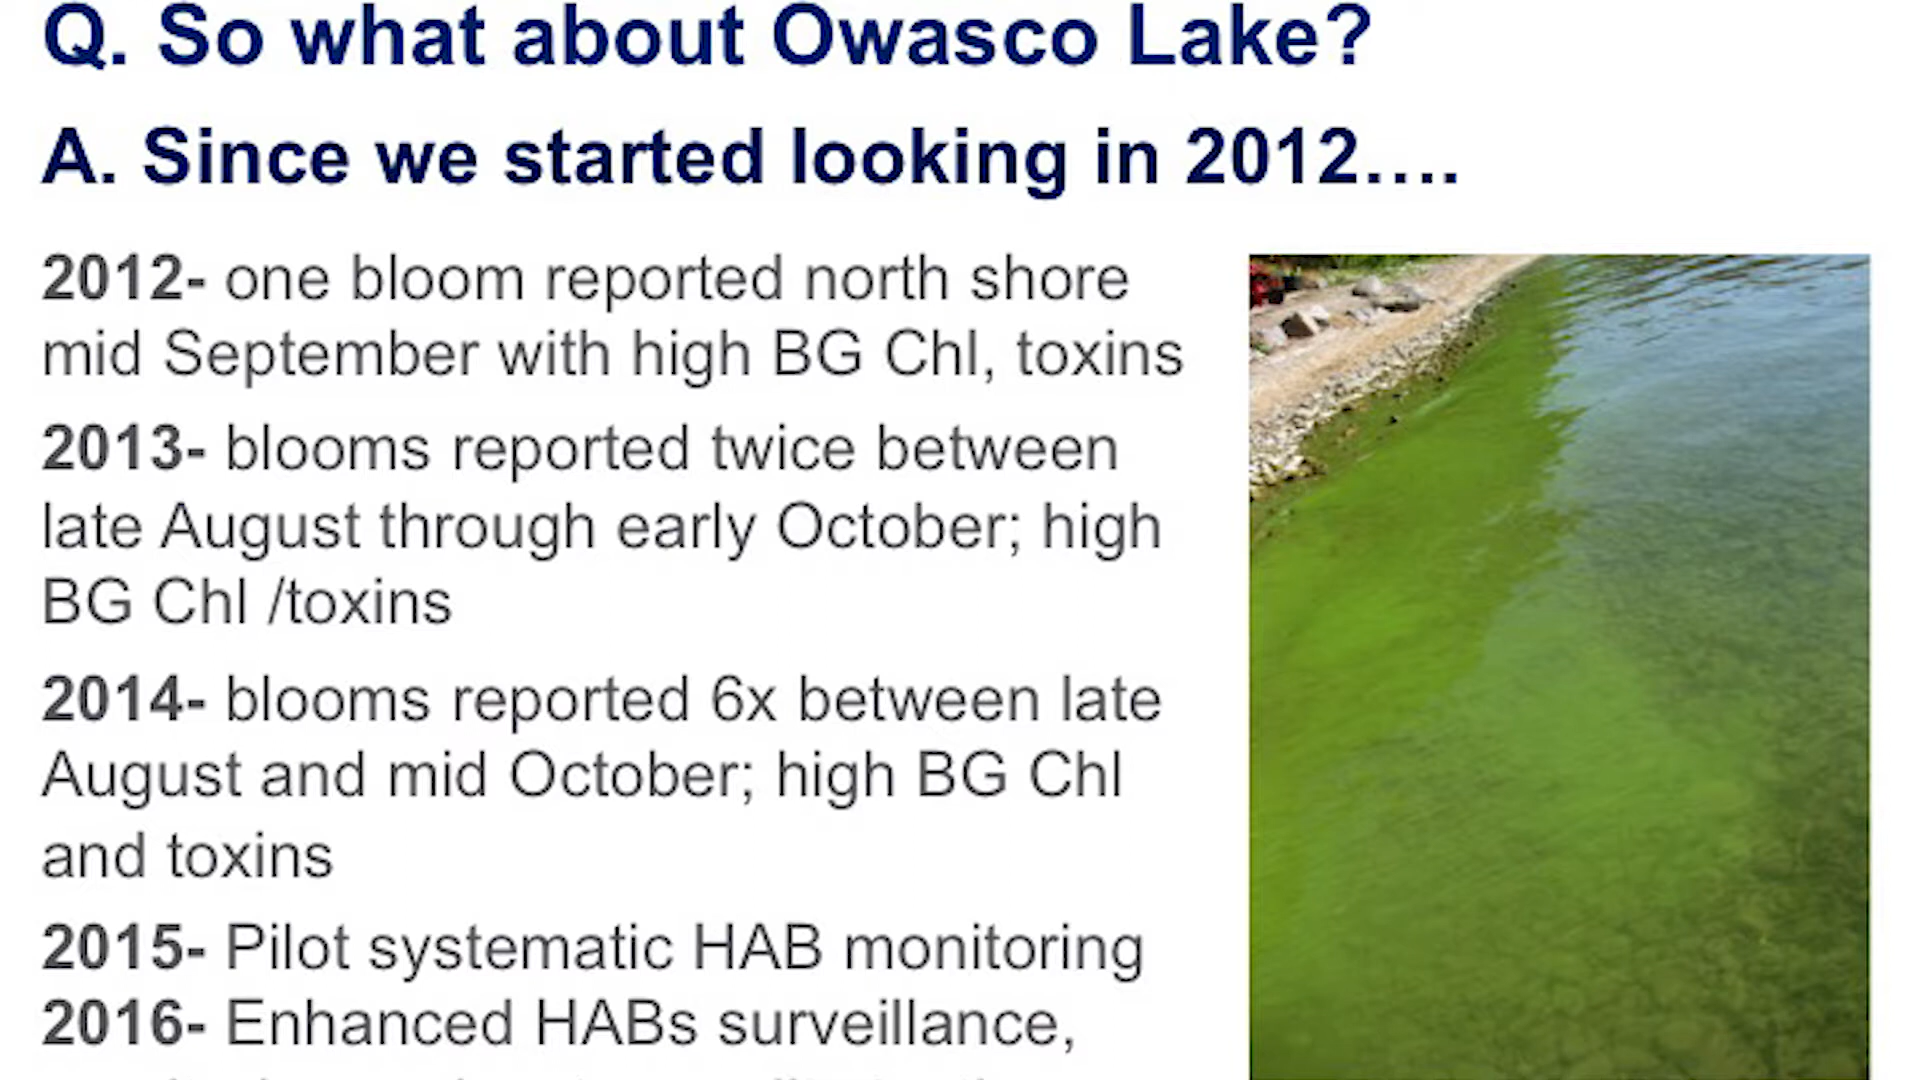 Q. So what about Owasco Lake?
A. Since we started looking in 2012....
2012- one bloom reported north shore
mid September with high BG Chl, toxins
2013- blooms reported twice between
late August through early October; high
BG Chl /toxins
2014- blooms reported 6x between late
August and mid October; high BG Chl
and toxins
2015- Pilot systematic HAB monitoring
2016- Enhanced HABs surveillance,